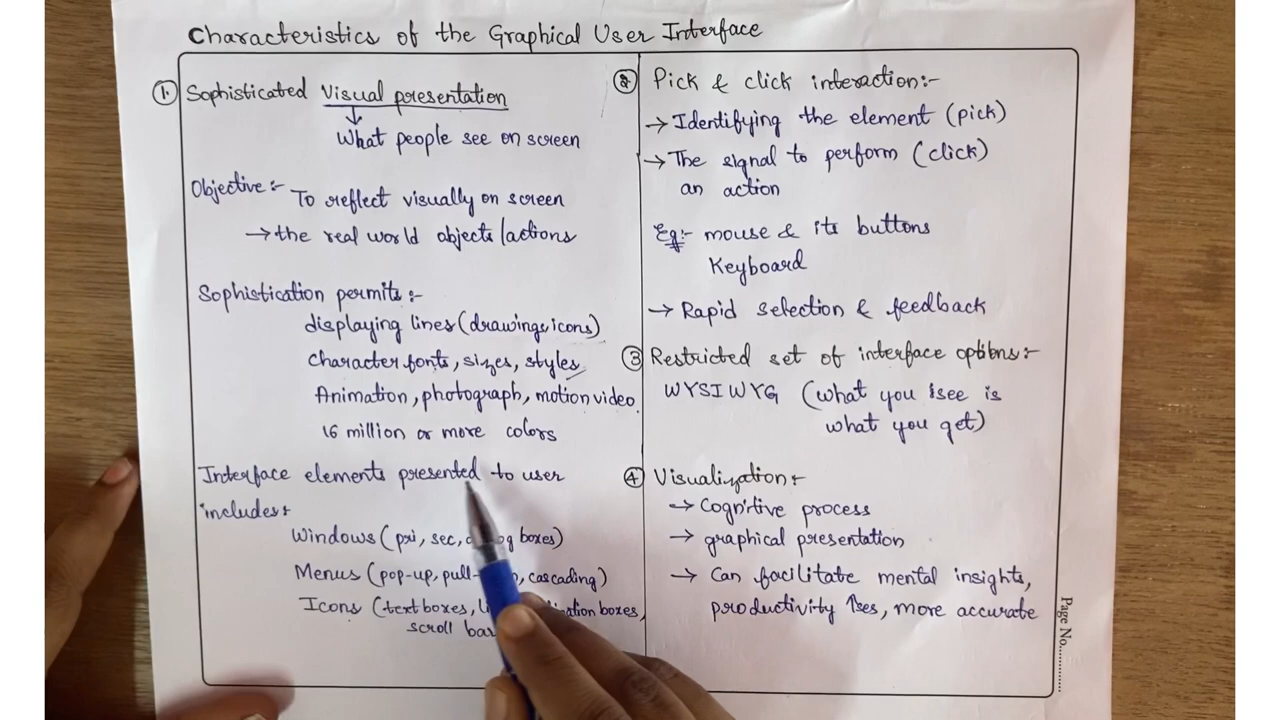 Characteristics of the Graphical User Interface
① Sophisticated Visual presentation
↓
What people see on screen
Objective :- To reflect visually on screen
→ the real world objects/actions
Sophistication permits :-
displaying lines (drawings, icons)
Character fonts, sizes, styles
Animation, photograph, motion video
16 million or more colors
Interface elements presented to user
includes :-
Windows (pri, sec, boxes)
Menus (pop-up, pull- cascading)
Icons (text boxes, boxes,
scroll
② Pick & click interaction :-
→ Identifying the element (pick)
→ The signal to perform (click)
an action
Eg :- mouse & its buttons
Keyboard
→ Rapid selection & feedback
③ Restricted set of interface options :-
WYSIWYG (what you see is
what you get)
④ Visualization :-
→ Cognitive process
→ graphical presentation
→ Can facilitate mental insights,
productivity ↑ses, more accurate
Page No............